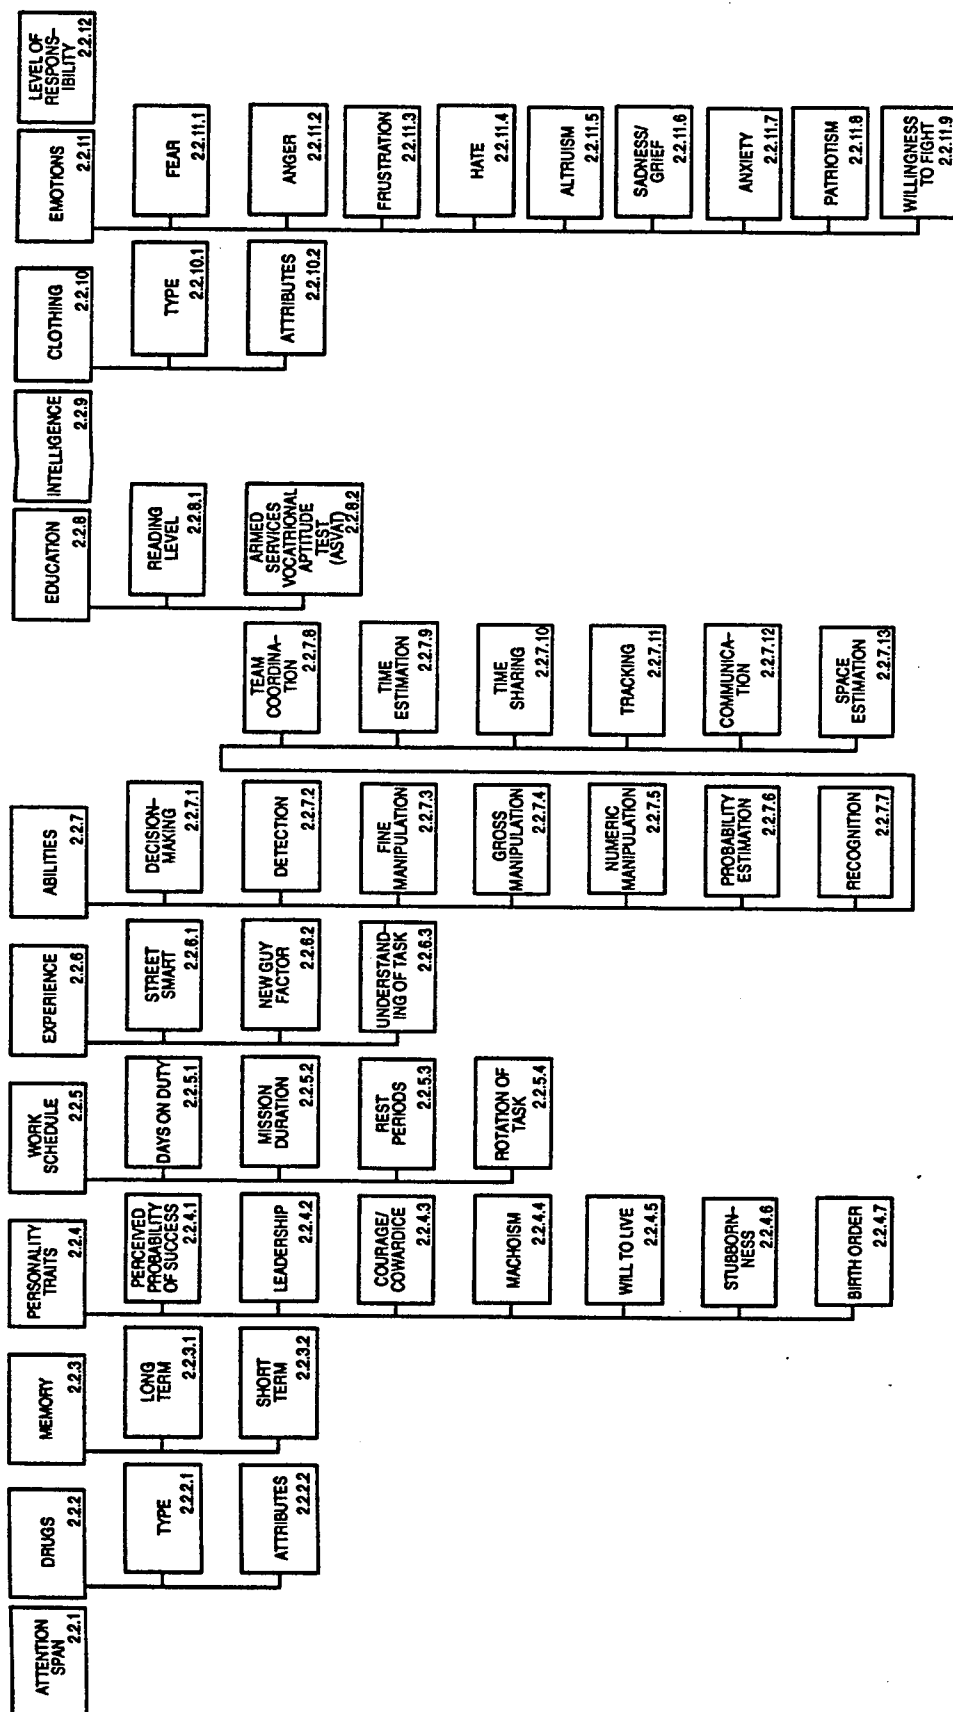 ATTENTION
SPAN
2.2.1
DRUGS
2.2.2
TYPE
2.2.2.1
ATTRIBUTES
2.2.2.2
MEMORY
2.2.3
LONG
TERM
2.2.3.1
SHORT
TERM
2.2.3.2
PERSONALITY
TRAITS
2.2.4
PERCEIVED
PROBABILITY
OF SUCCESS
2.2.4.1
LEADERSHIP
2.2.4.2
COURAGE/
COWARDICE
2.2.4.3
MACHOISM
2.2.4.4
WILL TO LIVE
2.2.4.5
STUBBORN–
NESS
2.2.4.6
BIRTH ORDER
2.2.4.7
WORK
SCHEDULE
2.2.5
DAYS ON DUTY
2.2.5.1
MISSION
DURATION
2.2.5.2
REST
PERIODS
2.2.5.3
ROTATION OF
TASK
2.2.5.4
EXPERIENCE
2.2.6
STREET
SMART
2.2.6.1
NEW GUY
FACTOR
2.2.6.2
UNDERSTAND–
ING OF TASK
2.2.6.3
ABILITIES
2.2.7
DECISION–
MAKING
2.2.7.1
DETECTION
2.2.7.2
FINE
MANIPULATION
2.2.7.3
GROSS
MANIPULATION
2.2.7.4
NUMERIC
MANIPULATION
2.2.7.5
PROBABILITY
ESTIMATION
2.2.7.6
RECOGNITION
2.2.7.7
TEAM
COORDINA–
TION
2.2.7.8
TIME
ESTIMATION
2.2.7.9
TIME
SHARING
2.2.7.10
TRACKING
2.2.7.11
COMMUNICA–
TION
2.2.7.12
SPACE
ESTIMATION
2.2.7.13
EDUCATION
2.2.8
READING
LEVEL
2.2.8.1
ARMED
SERVICES
VOCATRIONAL
APTITUDE
TEST
(ASVAT)
2.2.8.2
INTELLIGENCE
2.2.9
CLOTHING
2.2.10
TYPE
2.2.10.1
ATTRIBUTES
2.2.10.2
EMOTIONS
2.2.11
FEAR
2.2.11.1
ANGER
2.2.11.2
FRUSTRATION
2.2.11.3
HATE
2.2.11.4
ALTRUISM
2.2.11.5
SADNESS/
GRIEF
2.2.11.6
ANXIETY
2.2.11.7
PATRIOTISM
2.2.11.8
WILLINGNESS
TO FIGHT
2.2.11.9
LEVEL OF
RESPONS–
IBILITY
2.2.12